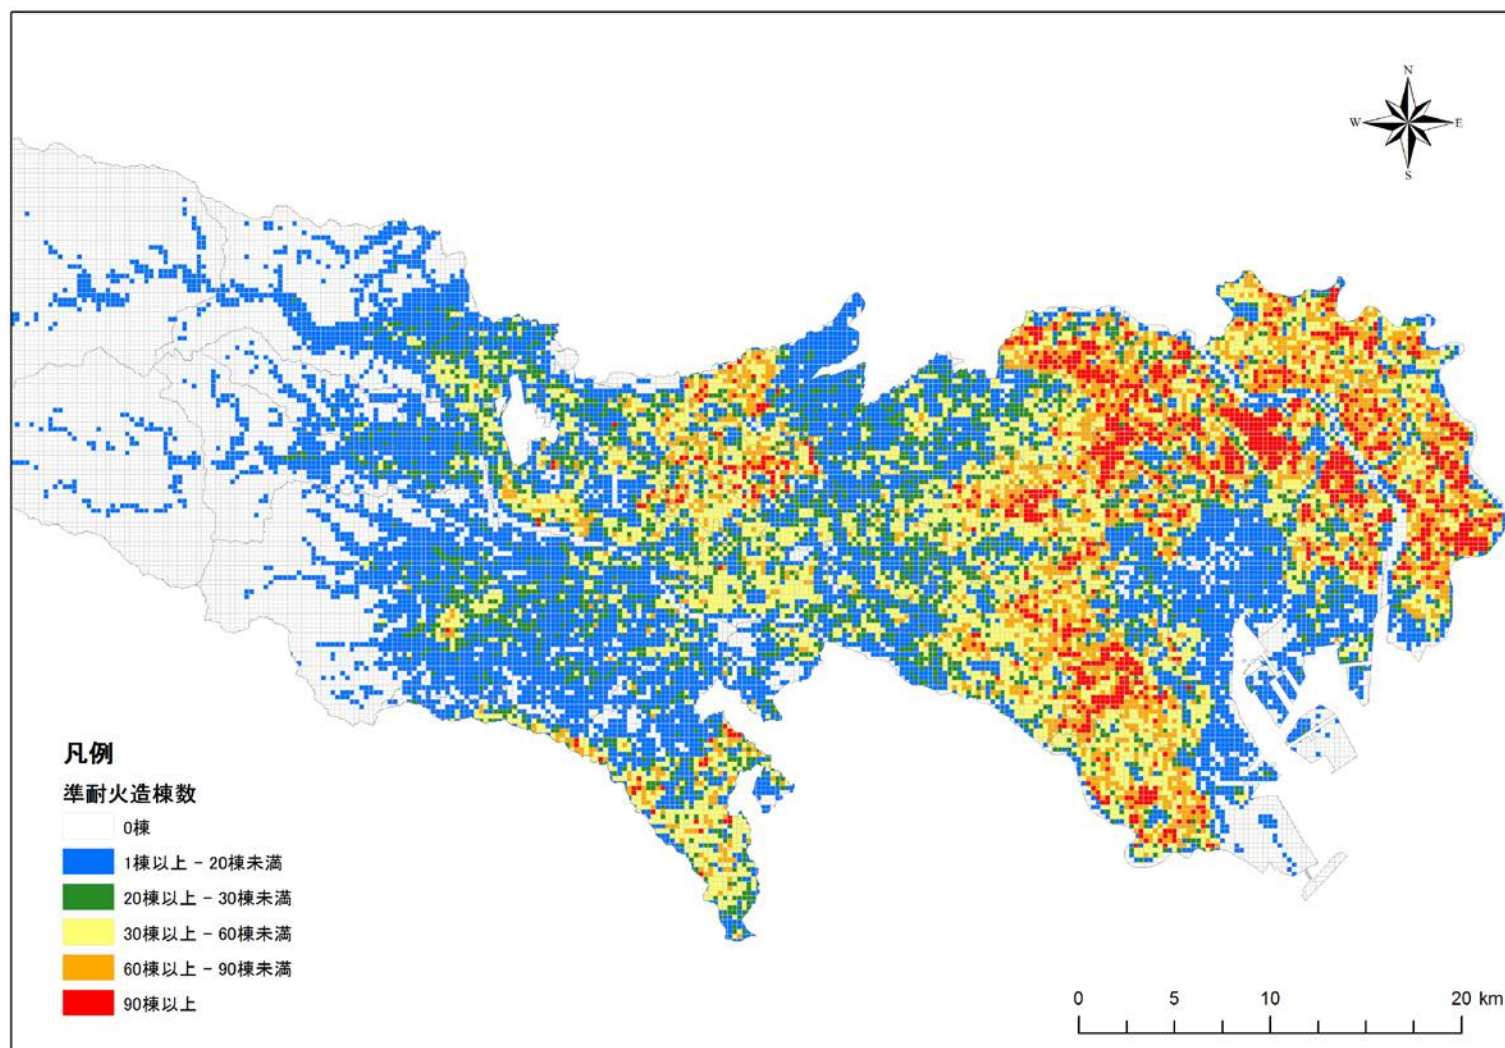 N
W E
S
凡例
準耐火造棟数
0棟
1棟以上 - 20棟未満
20棟以上 - 30棟未満
30棟以上 - 60棟未満
60棟以上 - 90棟未満
90棟以上
0 5 10 20 km